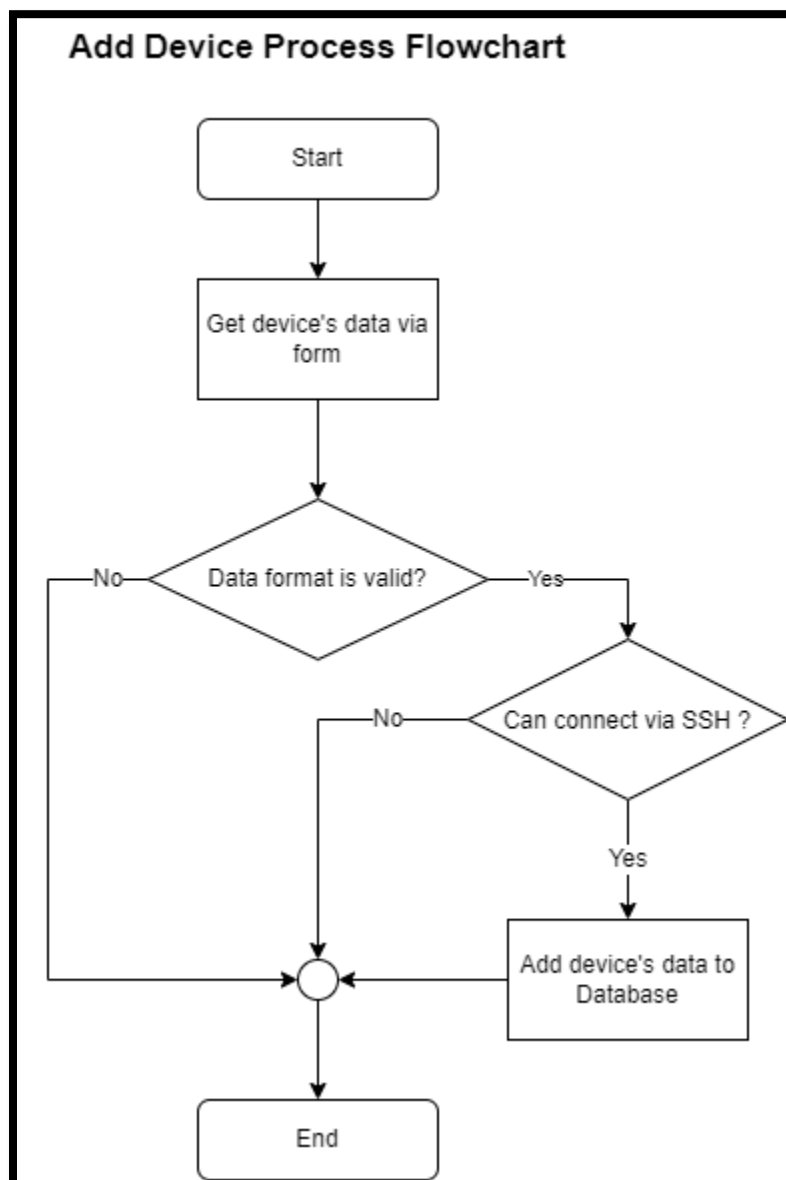 Add Device Process Flowchart
Start
Get device's data via
form
No
Data format is valid?
Yes
No
Can connect via SSH ?
Yes
Add device's data to
Database
End